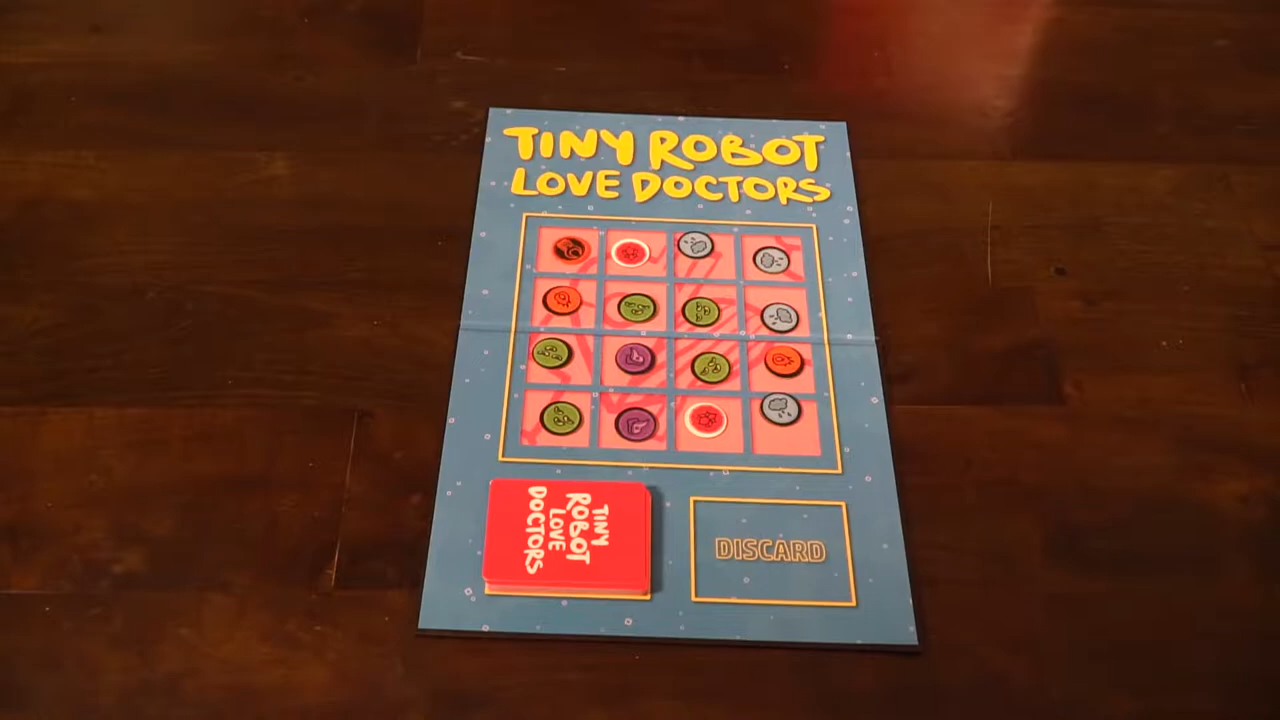 TINY ROBOT
LOVE DOCTORS
TINY
ROBOT
LOVE
DOCTORS
DISCARD